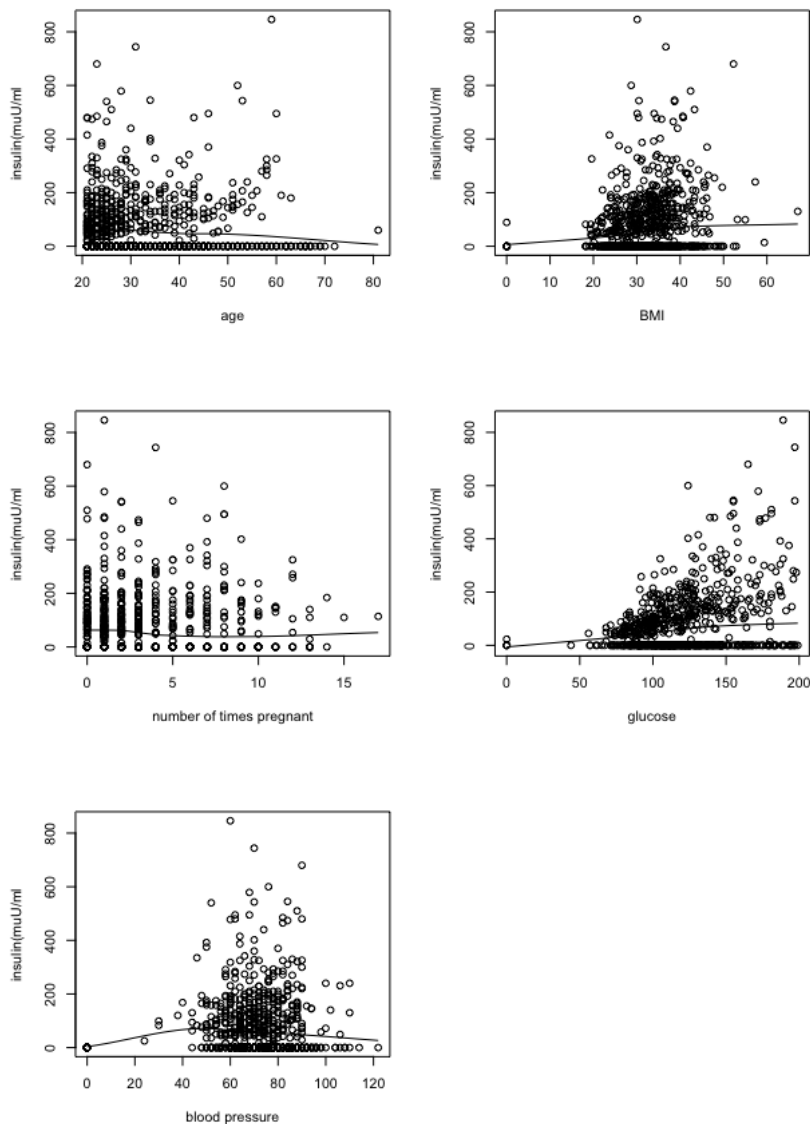 insulin(muU/ml
0 200 400 600 800
20 30 40 50 60 70 80
age
insulin(muU/ml
0 200 400 600 800
0 10 20 30 40 50 60
BMI
insulin(muU/ml
0 200 400 600 800
0 5 10 15
number of times pregnant
insulin(muU/ml
0 200 400 600 800
0 50 100 150 200
glucose
insulin(muU/ml
0 200 400 600 800
0 20 40 60 80 100 120
blood pressure